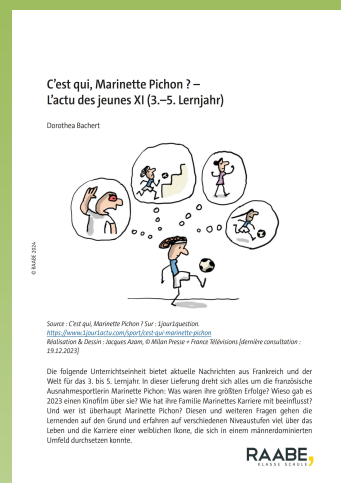 C’est qui, Marinette Pichon ? –
L’actu des jeunes XI (3.–5. Lernjahr)
Dorothea Bachert
© RAABE 2024
Source : C’est qui, Marinette Pichon ? Sur : 1jour1question.
https://www.1jour1actu.com/sport/cest-qui-marinette-pichon
Réalisation & Dessin : Jacques Azam, © Milan Presse + France Télévisions [dernière consultation :
19.12.2023]
Die folgende Unterrichtseinheit bietet aktuelle Nachrichten aus Frankreich und der
Welt für das 3. bis 5. Lernjahr. In dieser Lieferung dreht sich alles um die französische
Ausnahmesportlerin Marinette Pichon: Was waren ihre größten Erfolge? Wieso gab es
2023 einen Kinofilm über sie? Wie hat ihre Familie Marinettes Karriere mit beeinflusst?
Und wer ist überhaupt Marinette Pichon? Diesen und weiteren Fragen gehen die
Lernenden auf den Grund und erfahren auf verschiedenen Niveaustufen viel über das
Leben und die Karriere einer weiblichen Ikone, die sich in einem männerdominierten
Umfeld durchsetzen konnte.
RAABE,
KLASSE SCHULE